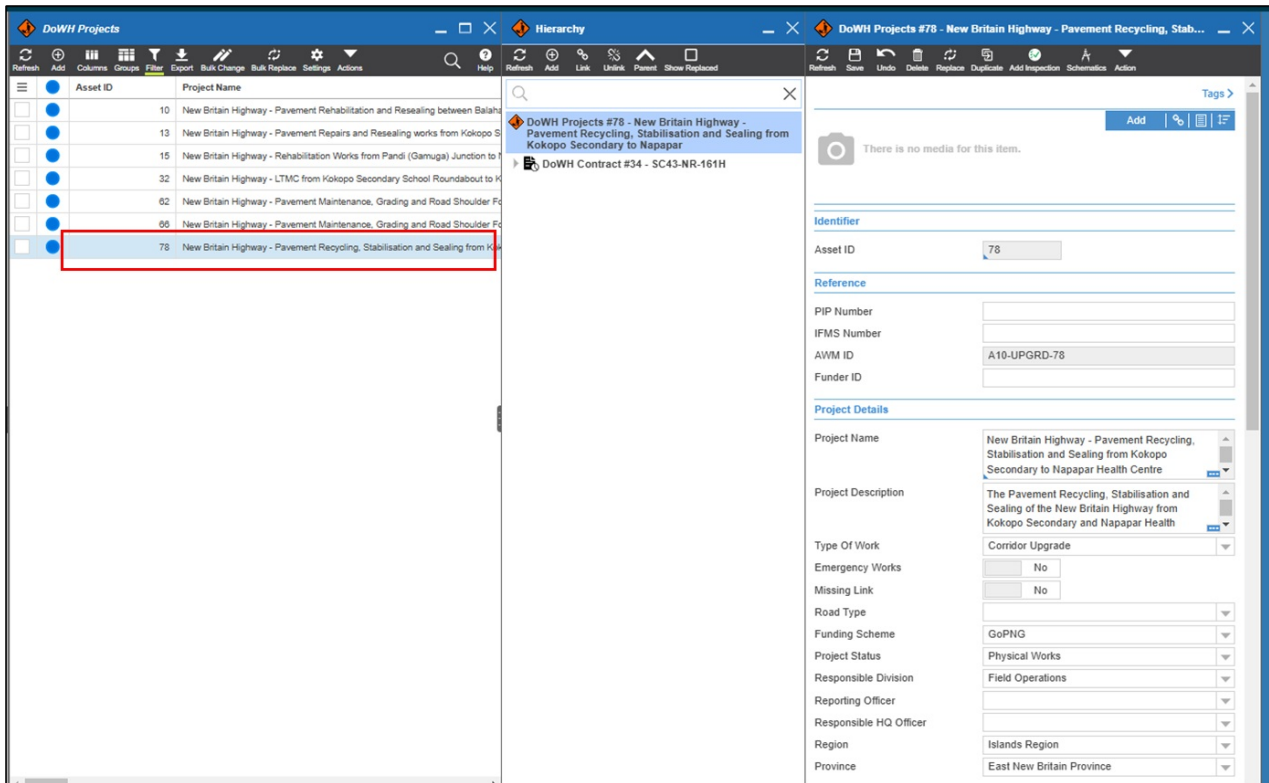 DoWH Projects
Refresh Add Columns Groups Filter Export Bulk Change Bulk Replace Settings Actions Help
Asset ID Project Name
10 New Britain Highway - Pavement Rehabilitation and Resealing between Balaha
13 New Britain Highway - Pavement Repairs and Resealing works from Kokopo S
15 New Britain Highway - Rehabilitation Works from Pandi (Gamuga) Junction to
32 New Britain Highway - LTMC from Kokopo Secondary School Roundabout to K
62 New Britain Highway - Pavement Maintenance, Grading and Road Shoulder Fo
66 New Britain Highway - Pavement Maintenance, Grading and Road Shoulder Fo
78 New Britain Highway - Pavement Recycling, Stabilisation and Sealing from Kok
Hierarchy
Refresh Add Link Unlink Parent Show Replaced
DoWH Projects #78 - New Britain Highway -
Pavement Recycling, Stabilisation and Sealing from
Kokopo Secondary to Napapar
DoWH Contract #34 - SC43-NR-161H
DoWH Projects #78 - New Britain Highway - Pavement Recycling, Stab...
Refresh Save Undo Delete Replace Duplicate Add Inspection Schematics Action
Tags >
Add
There is no media for this item.
Identifier
Asset ID 78
Reference
PIP Number
IFMS Number
AWM ID A10-UPGRD-78
Funder ID
Project Details
Project Name New Britain Highway - Pavement Recycling,
Stabilisation and Sealing from Kokopo
Secondary to Napapar Health Centre
Project Description The Pavement Recycling, Stabilisation and
Sealing of the New Britain Highway from
Kokopo Secondary and Napapar Health
Type Of Work Corridor Upgrade
Emergency Works No
Missing Link No
Road Type
Funding Scheme GoPNG
Project Status Physical Works
Responsible Division Field Operations
Reporting Officer
Responsible HQ Officer
Region Islands Region
Province East New Britain Province